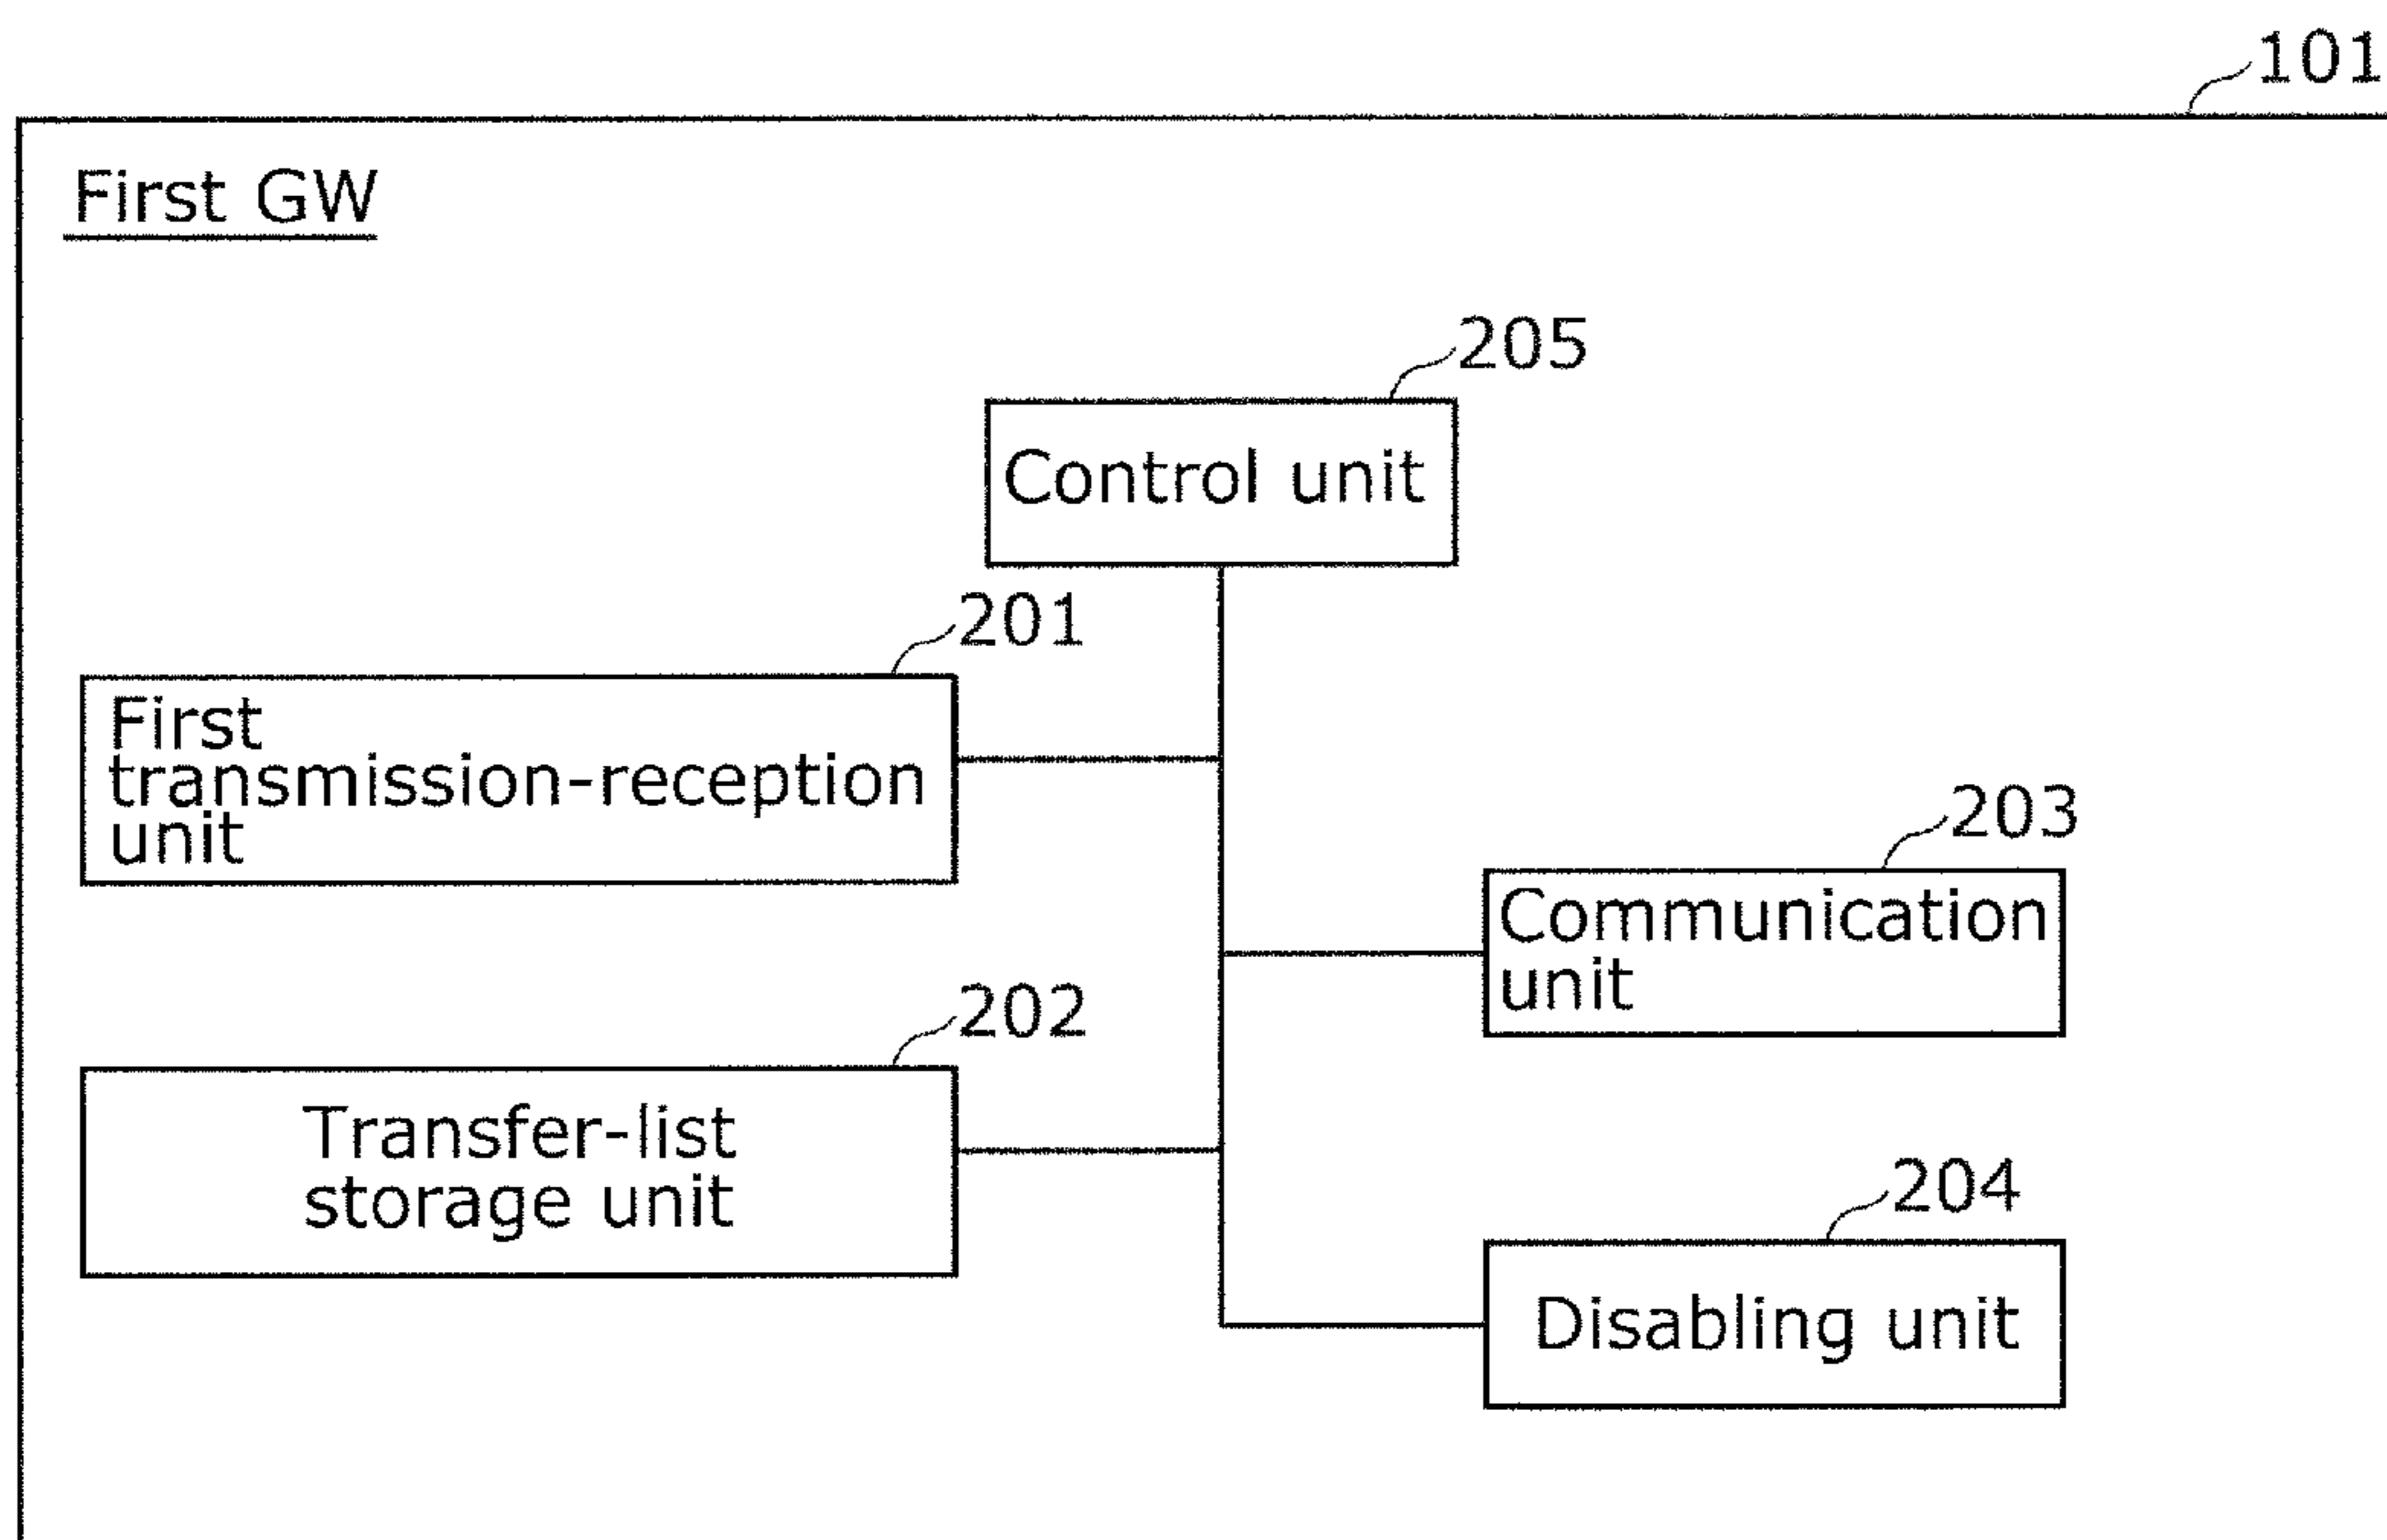 101
First GW
205
Control unit
201
First
transmission-reception
unit
203
Communication
unit
202
Transfer-list
storage unit
204
Disabling unit